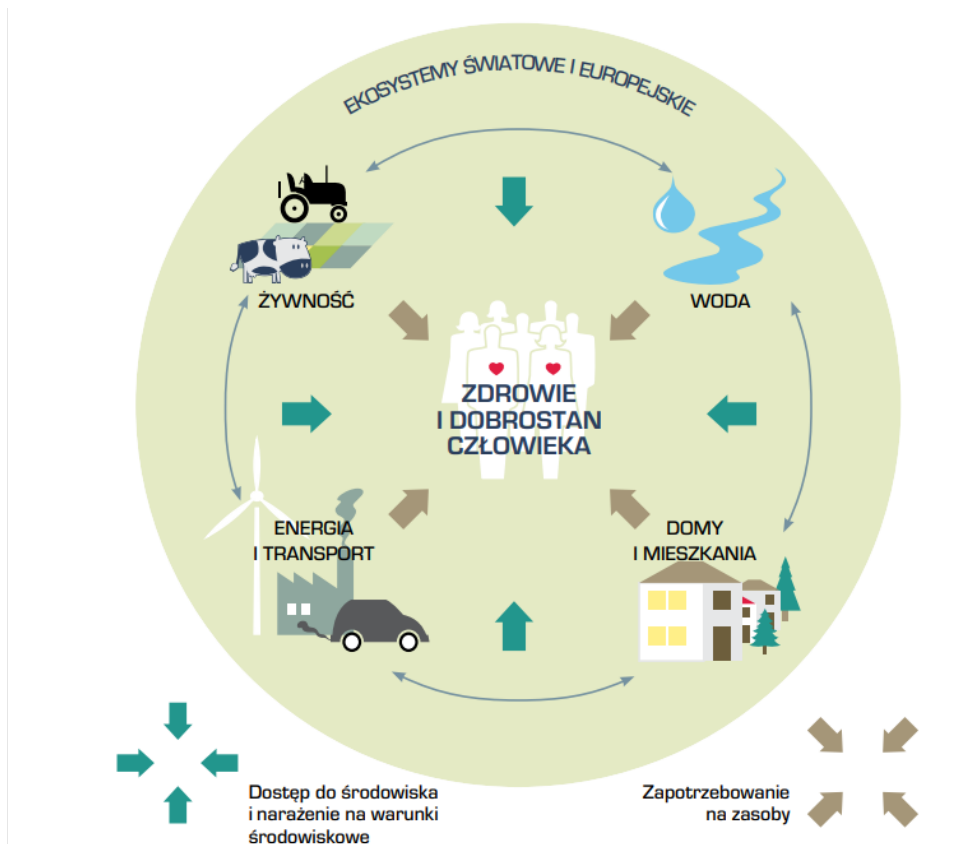 EKOSYSTEMY ŚWIATOWE I EUROPEJSKIE
ŻYWNOŚĆ
WODA
ZDROWIE
I DOBROSTAN
CZŁOWIEKA
ENERGIA
I TRANSPORT
DOMY
I MIESZKANIA
Dostęp do środowiska
i narażenie na warunki
środowiskowe
Zapotrzebowanie
na zasoby